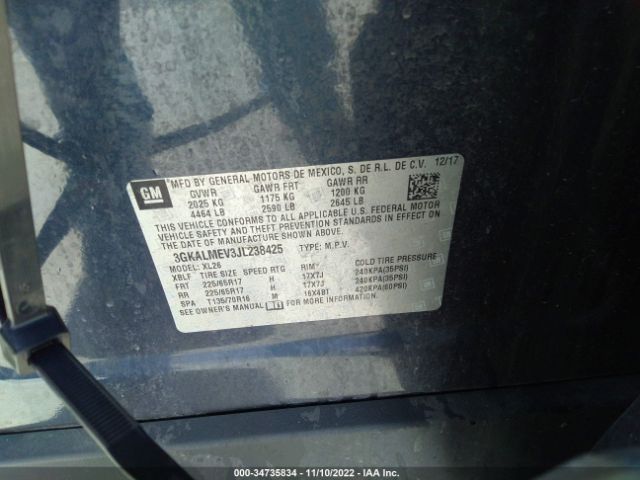 GM
MFD BY GENERAL MOTORS DE MEXICO, S. DE R.L. DE C.V. 12/17
GVWR GAWR FRT GAWR RR
2025 KG 1175 KG 1200 KG
4464 LB 2590 LB 2645 LB
THIS VEHICLE CONFORMS TO ALL APPLICABLE U.S. FEDERAL MOTOR
VEHICLE SAFETY AND THEFT PREVENTION STANDARDS IN EFFECT ON THE
DATE OF MANUFACTURE SHOWN ABOVE.
3GKALMEV3JL238425 TYPE: M.P.V.
MODEL: XL26
XBLF TIRE SIZE SPEED RTG RIM COLD TIRE PRESSURE
FRT 225/65R17 H 17X7J 240KPA(35PSI)
RR 225/65R17 H 17X7J 240KPA(35PSI)
SPA T135/70R16 M 16X4BT 420KPA(60PSI)
SEE OWNER'S MANUAL
000-34735834 - 11/10/2022 - IAA Inc.